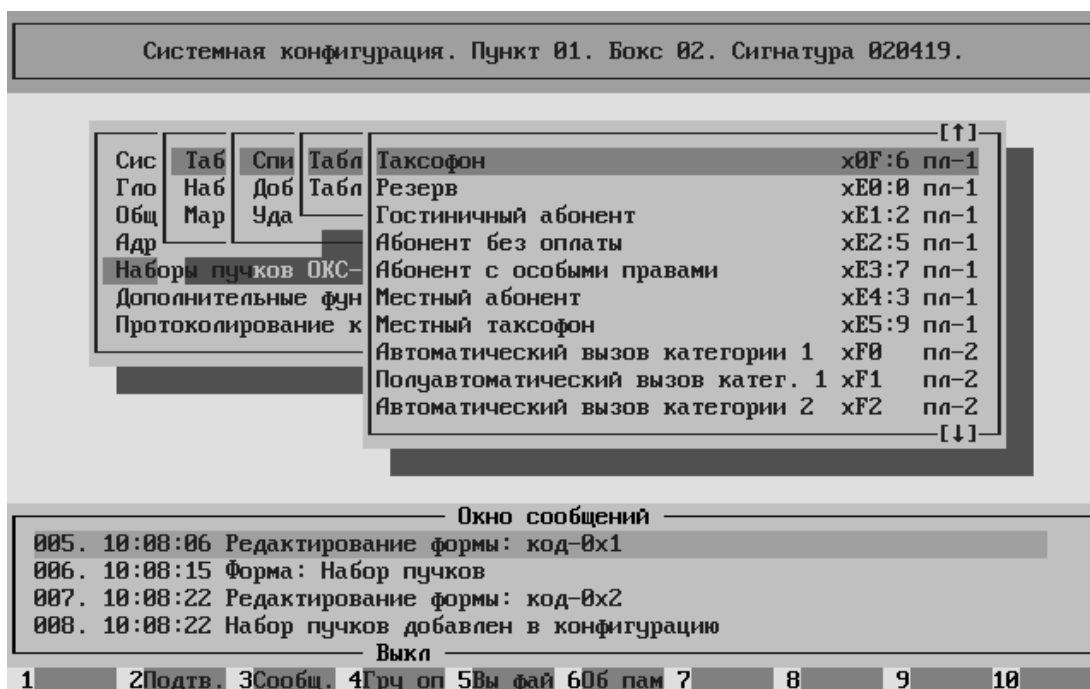 Системная конфигурация. Пункт 01. Бокс 02. Сигнатура 020419.
[↑]
Сис Таб Спи Табл Таксофон x0F:6 пл-1
Гло Наб Доб Табл Резерв xE0:0 пл-1
Общ Мар Уда Гостиничный абонент xE1:2 пл-1
Адр Абонент без оплаты xE2:5 пл-1
Наборы пучков ОКС- Абонент с особыми правами xE3:7 пл-1
Дополнительные фун Местный абонент xE4:3 пл-1
Протоколирование к Местный таксофон xE5:9 пл-1
Автоматический вызов категории 1 xF0 пл-2
Полуавтоматический вызов катег. 1 xF1 пл-2
Автоматический вызов категории 2 xF2 пл-2
[↓]
Окно сообщений
005. 10:08:06 Редактирование формы: код-0x1
006. 10:08:15 Форма: Набор пучков
007. 10:08:22 Редактирование формы: код-0x2
008. 10:08:22 Набор пучков добавлен в конфигурацию
Выкл
1 2Подтв. 3Сообщ. 4Гру оп 5Вы фай 6Об пам 7 8 9 10